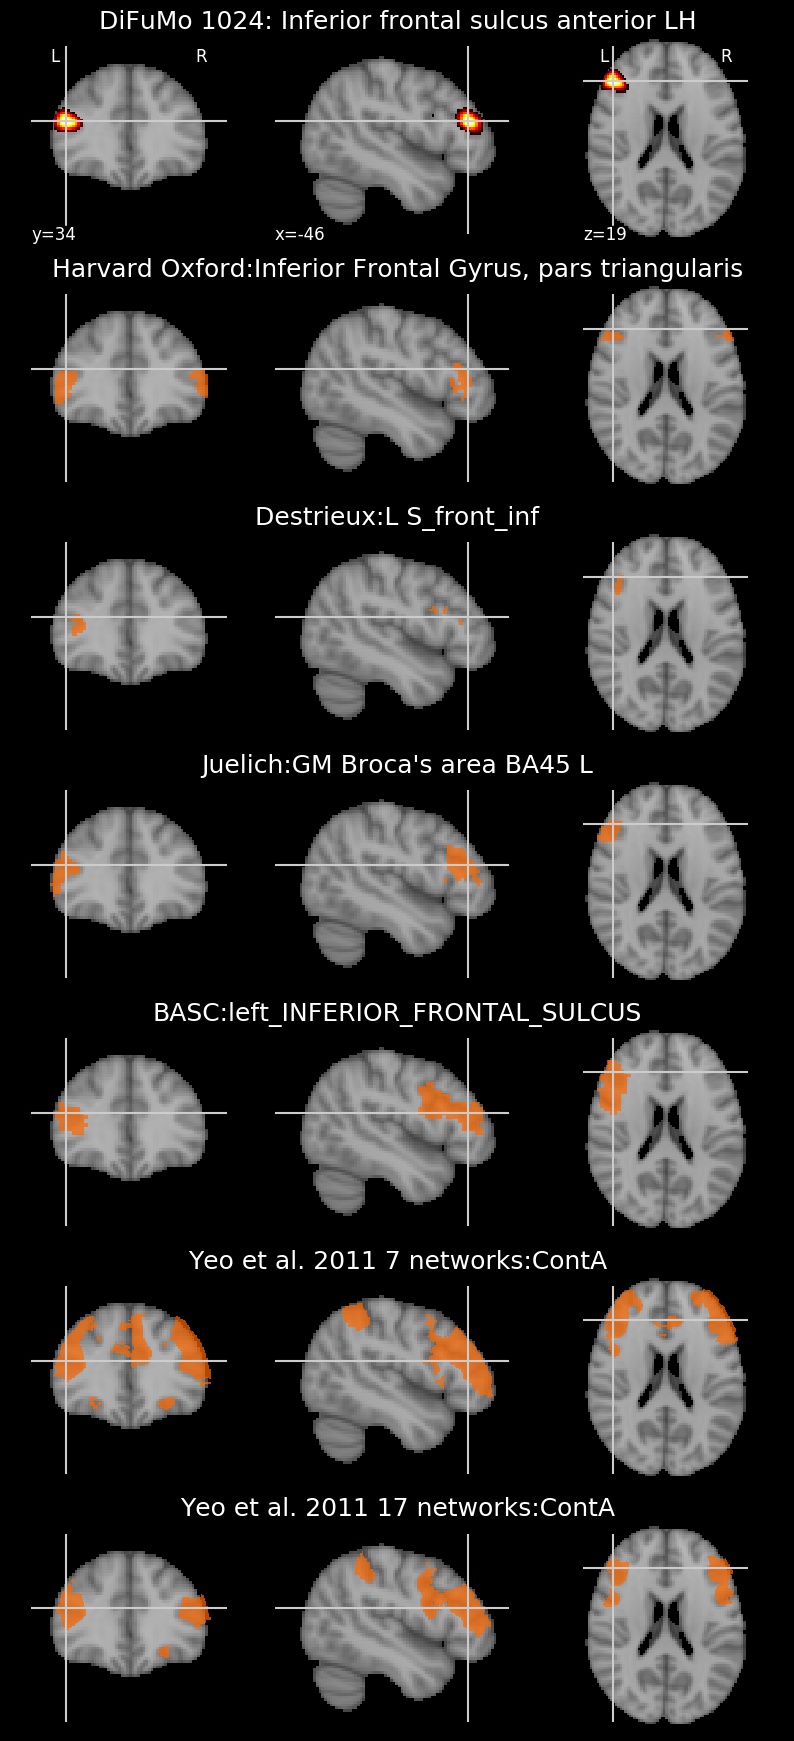 DiFuMo 1024: Inferior frontal sulcus anterior LH
L R L R
y=34 x=-46 z=19
Harvard Oxford:Inferior Frontal Gyrus, pars triangularis
Destrieux:L S_front_inf
Juelich:GM Broca's area BA45 L
BASC:left_INFERIOR_FRONTAL_SULCUS
Yeo et al. 2011 7 networks:ContA
Yeo et al. 2011 17 networks:ContA